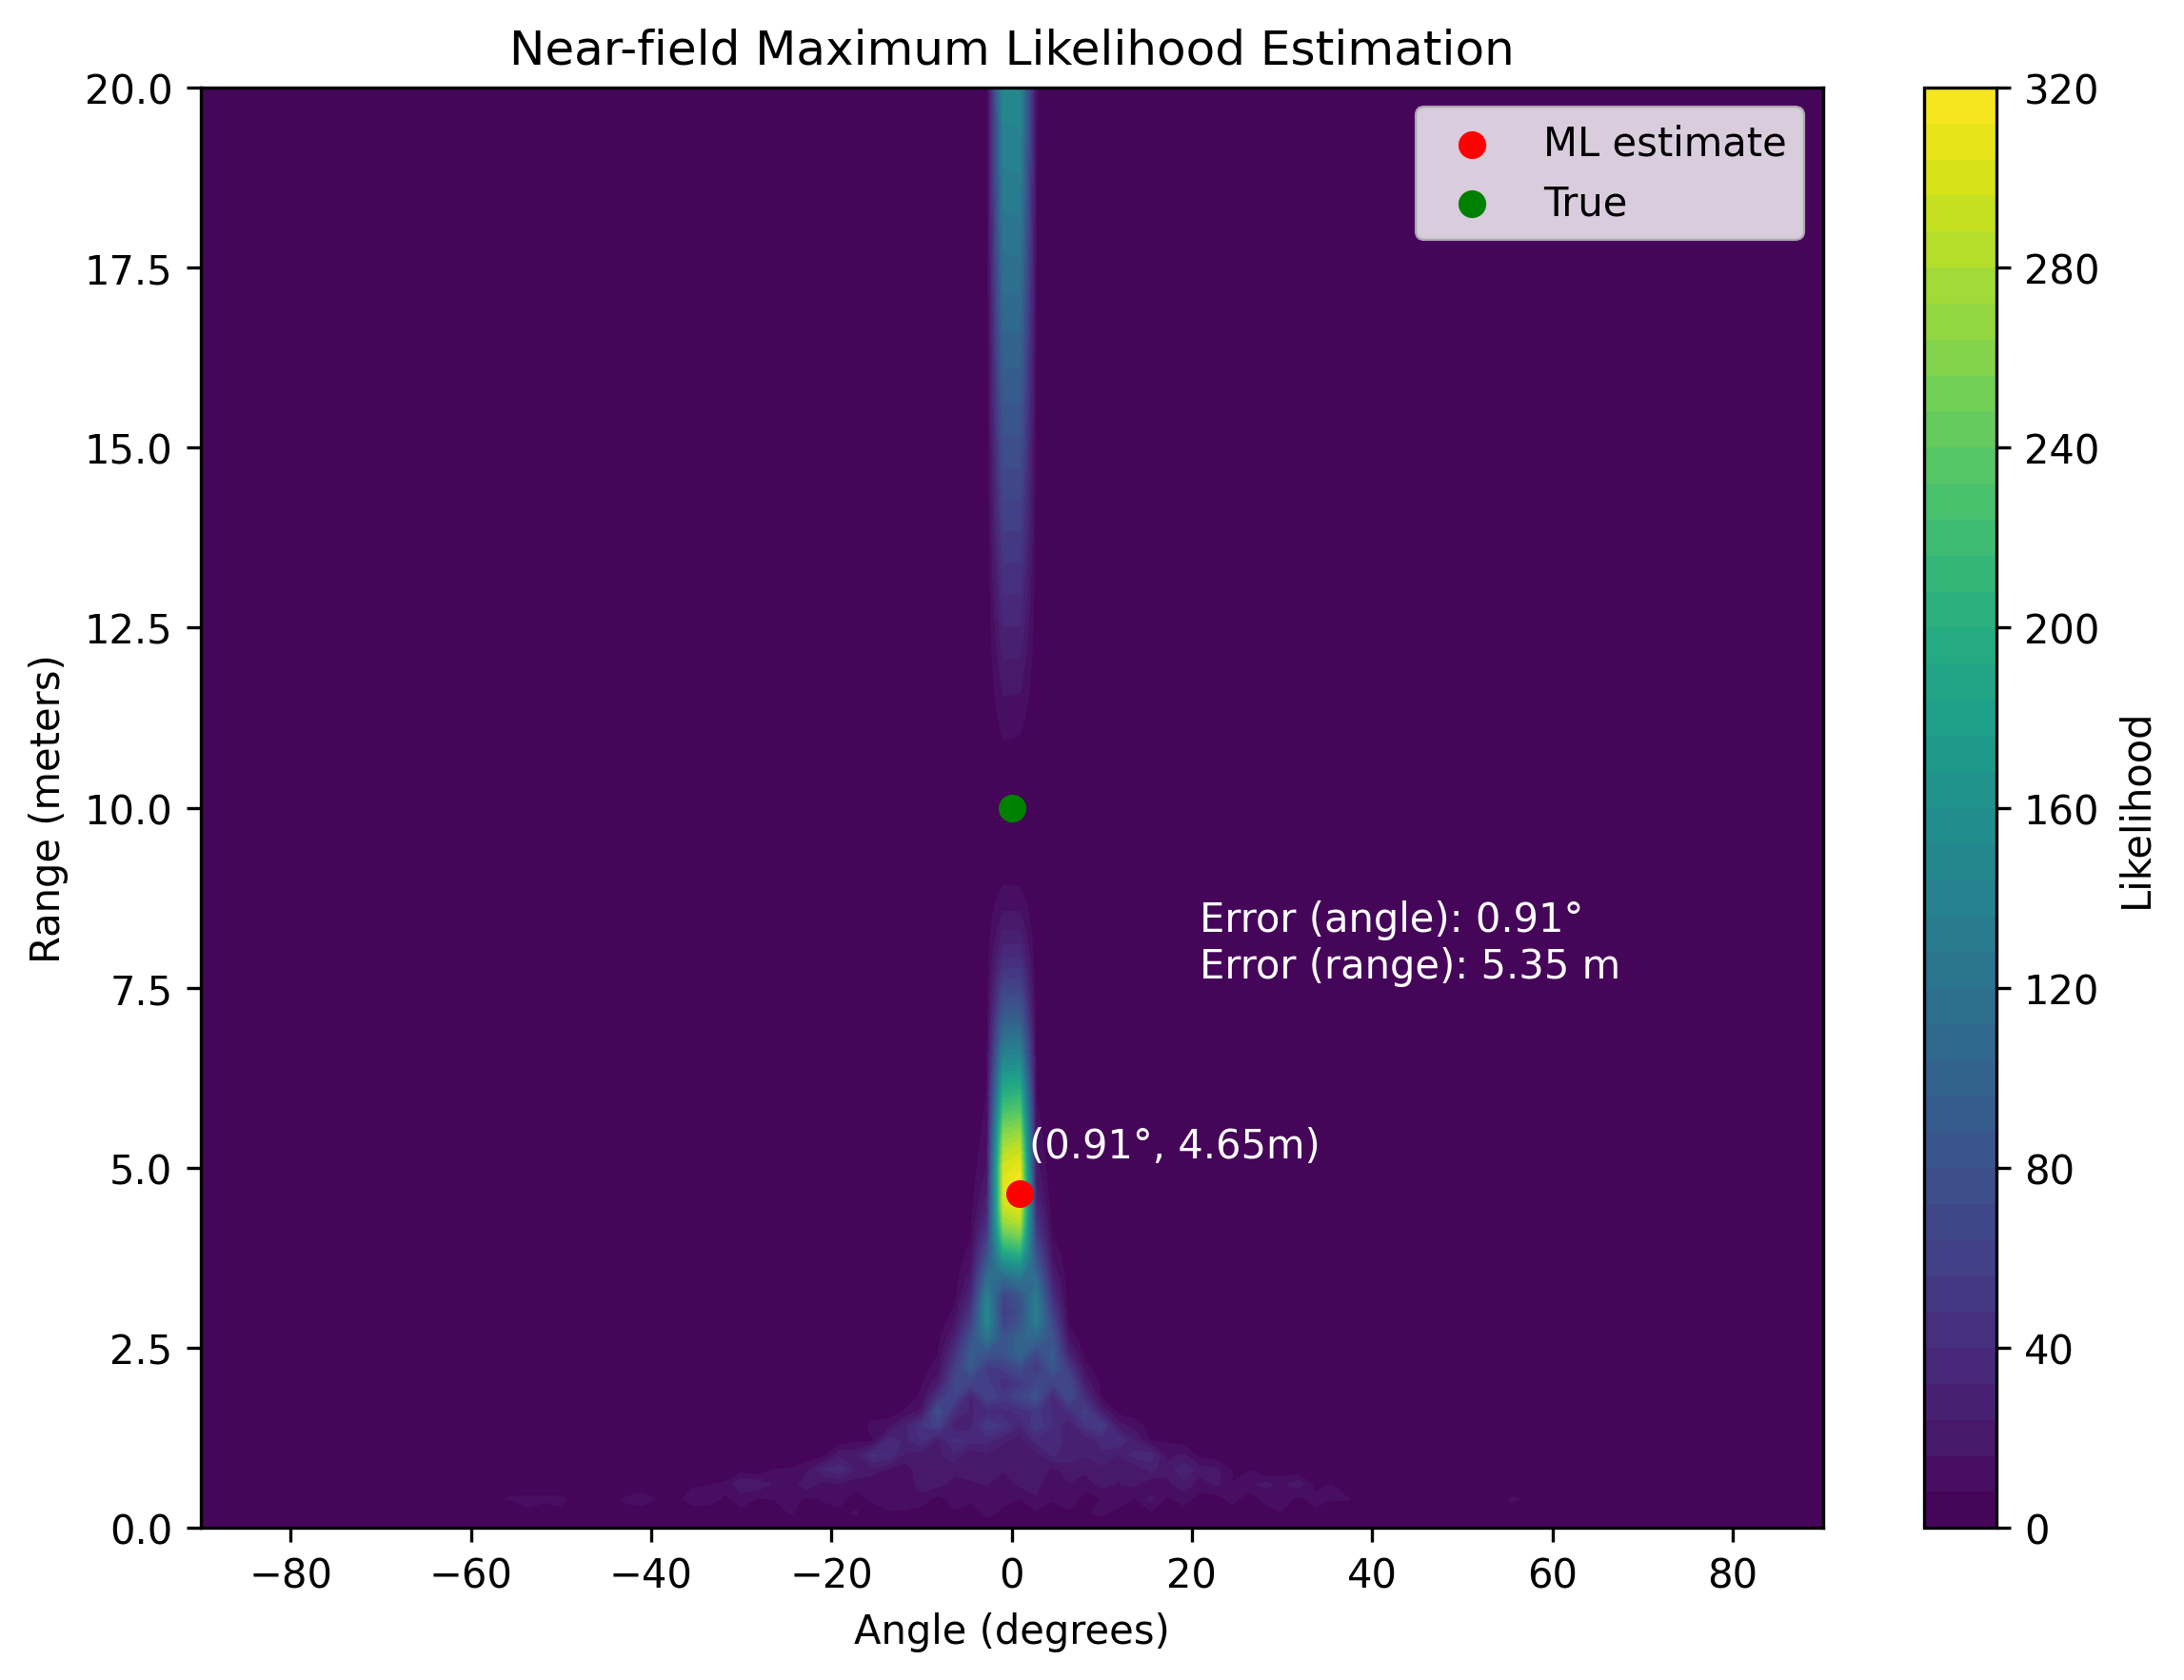 Near-field Maximum Likelihood Estimation
20.0
17.5
15.0
12.5
10.0
7.5
5.0
2.5
0.0
Range (meters)
ML estimate
True
Error (angle): 0.91°
Error (range): 5.35 m
(0.91°, 4.65m)
−80 −60 −40 −20 0 20 40 60 80
Angle (degrees)
320
280
240
200
160
120
80
40
0
Likelihood